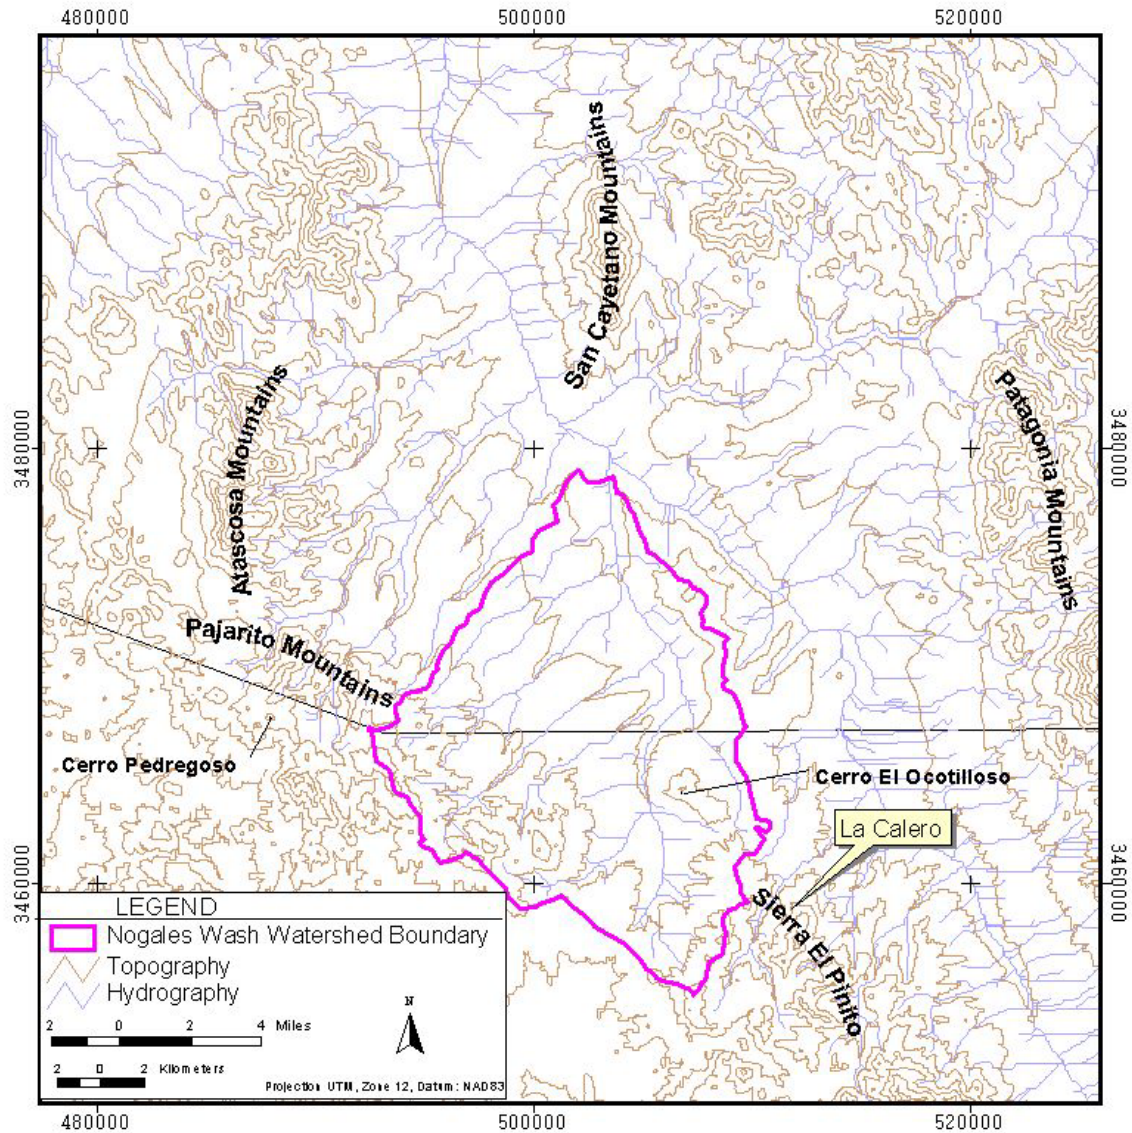 480000 500000 520000
San Cayetano Mountains
Atascosa Mountains
Patagonia Mountains
3480000
3480000
Pajarito Mountains
Cerro Pedregoso
Cerro El Ocotilloso
La Calero
3460000
3460000
Sierra El Pinito
LEGEND
Nogales Wash Watershed Boundary
Topography
Hydrography
N
2 0 2 4 Miles
2 0 2 Kilometers
Projection UTM, Zone 12, Datum: NAD83
480000 500000 520000